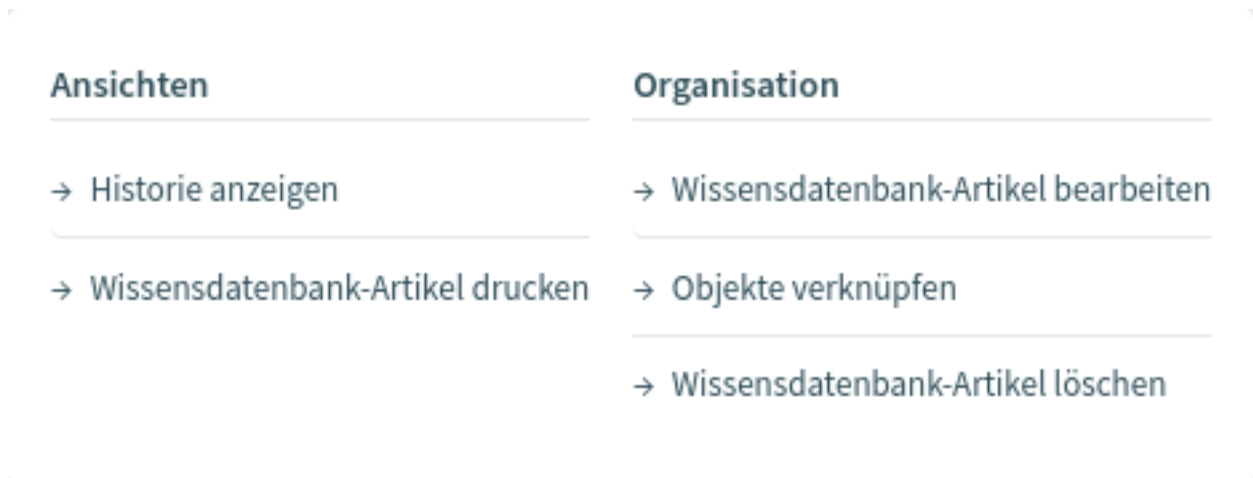 Ansichten
→ Historie anzeigen
→ Wissensdatenbank-Artikel drucken
Organisation
→ Wissensdatenbank-Artikel bearbeiten
→ Objekte verknüpfen
→ Wissensdatenbank-Artikel löschen